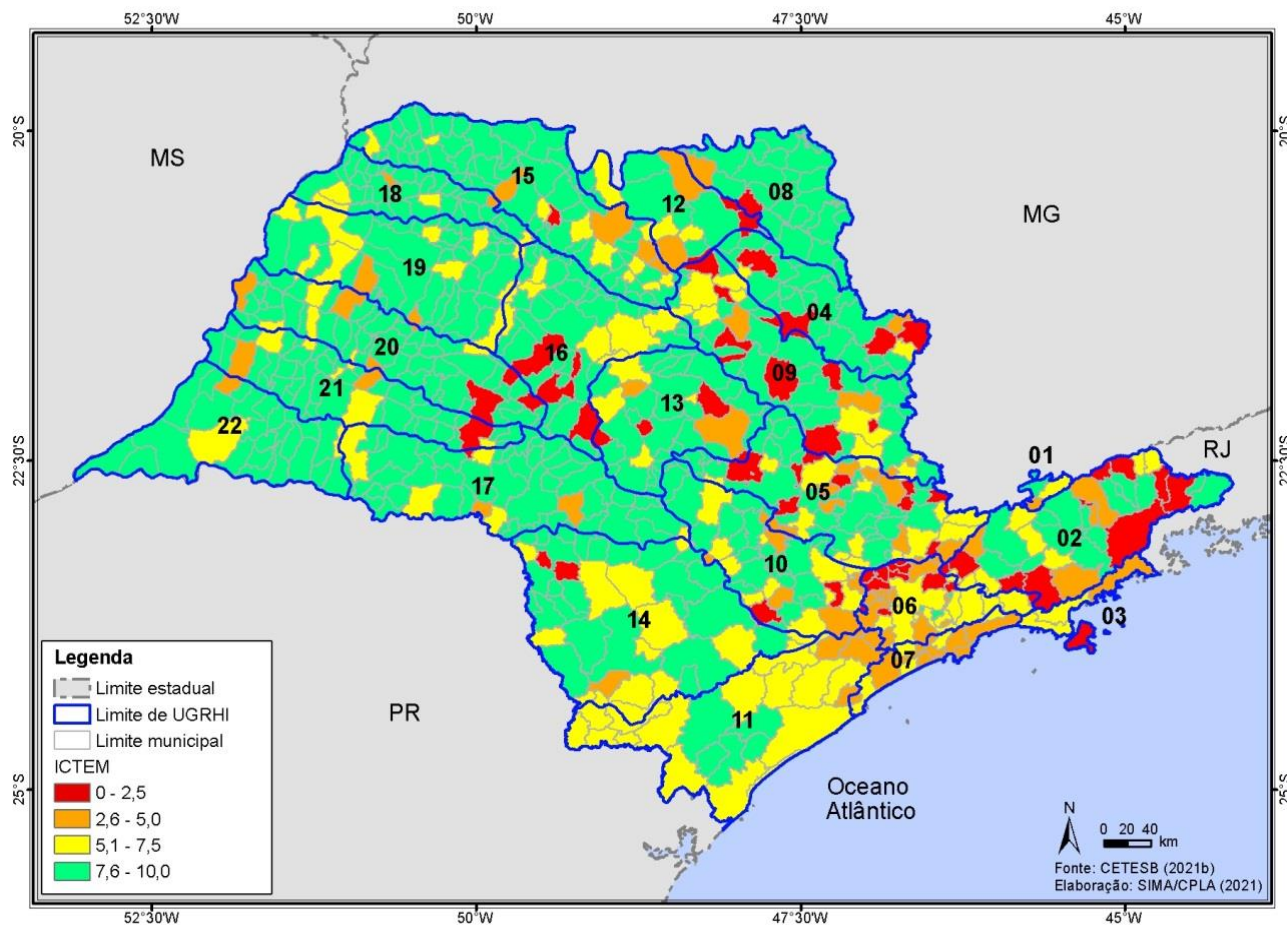 52°30'W
50°W
47°30'W
45°W
20°S
20°S
MS
MG
15
08
18
12
19
04
20
16
09
21
13
22
01
RJ
22°30'S
22°30'S
17
05
02
10
06
14
03
07
PR
11
25°S
25°S
Oceano
Atlântico
Legenda
Limite estadual
Limite de UGRHI
Limite municipal
ICTEM
0 - 2,5
2,6 - 5,0
5,1 - 7,5
7,6 - 10,0
N
0 20 40
km
Fonte: CETESB (2021b)
Elaboração: SIMA/CPLA (2021)
52°30'W
50°W
47°30'W
45°W